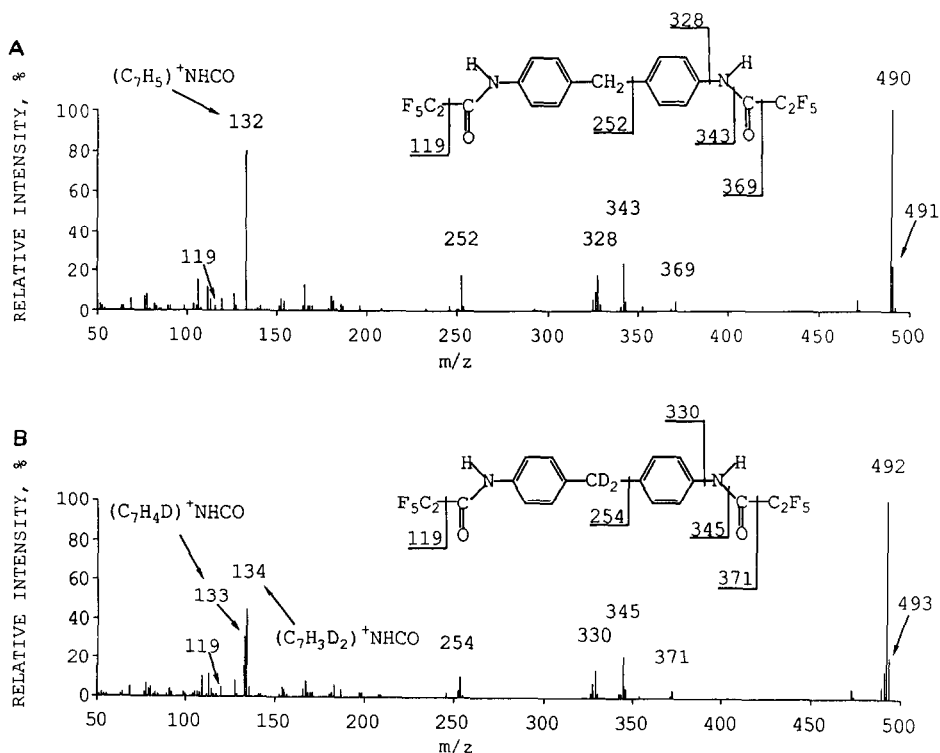 A
(C7H5)+NHCO
132
119
252
328
343
369
490
491
H
N
CH2
N
H
328
F5C2
C
O
C
O
C2F5
119
252
343
369
RELATIVE INTENSITY, %
100
80
60
40
20
0
50 100 150 200 250 300 350 400 450 500
m/z
B
(C7H4D)+NHCO
133
134
(C7H3D2)+NHCO
119
254
330
345
371
492
493
H
N
CD2
N
H
330
F5C2
C
O
C
O
C2F5
119
254
345
371
RELATIVE INTENSITY, %
100
80
60
40
20
0
50 100 150 200 250 300 350 400 450 500
m/z